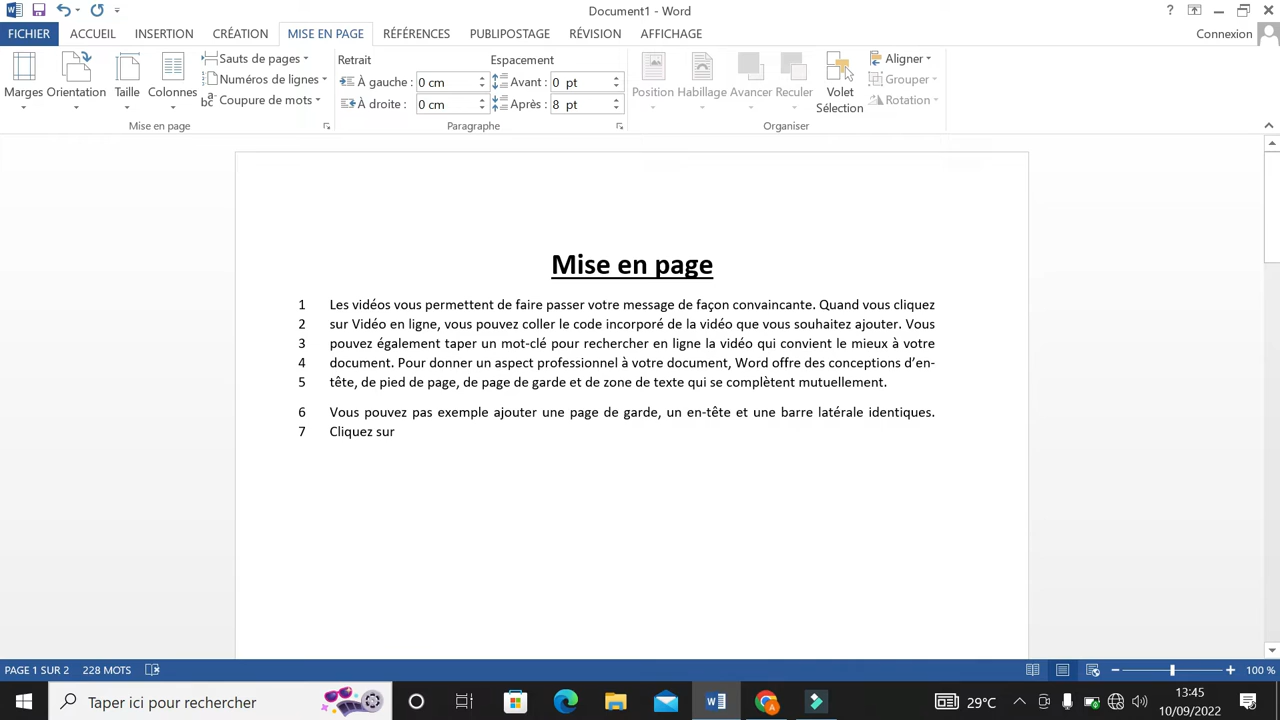 Document1 - Word
?
FICHIER ACCUEIL INSERTION CRÉATION MISE EN PAGE RÉFÉRENCES PUBLIPOSTAGE RÉVISION AFFICHAGE Connexion
Marges Orientation Taille Colonnes
Sauts de pages
Numéros de lignes
Coupure de mots
Mise en page
Retrait Espacement
À gauche : 0 cm Avant : 0 pt
À droite : 0 cm Après : 8 pt
Paragraphe
Position Habillage Avancer Reculer Volet Sélection
Aligner
Grouper
Rotation
Organiser
Mise en page
1 Les vidéos vous permettent de faire passer votre message de façon convaincante. Quand vous cliquez
2 sur Vidéo en ligne, vous pouvez coller le code incorporé de la vidéo que vous souhaitez ajouter. Vous
3 pouvez également taper un mot-clé pour rechercher en ligne la vidéo qui convient le mieux à votre
4 document. Pour donner un aspect professionnel à votre document, Word offre des conceptions d’en-
5 tête, de pied de page, de page de garde et de zone de texte qui se complètent mutuellement.
6 Vous pouvez pas exemple ajouter une page de garde, un en-tête et une barre latérale identiques.
7 Cliquez sur
PAGE 1 SUR 2 228 MOTS 100 %
Taper ici pour rechercher 29°C 13:45
10/09/2022